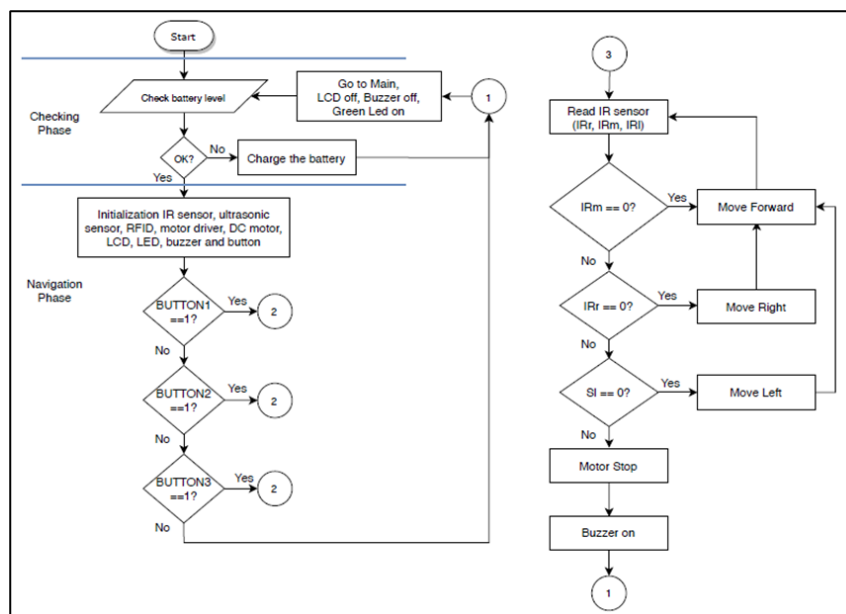 Start
Checking
Phase
Check battery level
Go to Main,
LCD off, Buzzer off,
Green Led on
1
OK?
No
Charge the battery
Yes
Initialization IR sensor, ultrasonic
sensor, RFID, motor driver, DC motor,
LCD, LED, buzzer and button
Navigation
Phase
BUTTON1
==1?
Yes
2
No
BUTTON2
==1?
Yes
2
No
BUTTON3
==1?
Yes
2
No
3
Read IR sensor
(IRr, IRm, IRl)
IRm == 0?
Yes
Move Forward
No
IRr == 0?
Yes
Move Right
No
Sl == 0?
Yes
Move Left
No
Motor Stop
Buzzer on
1